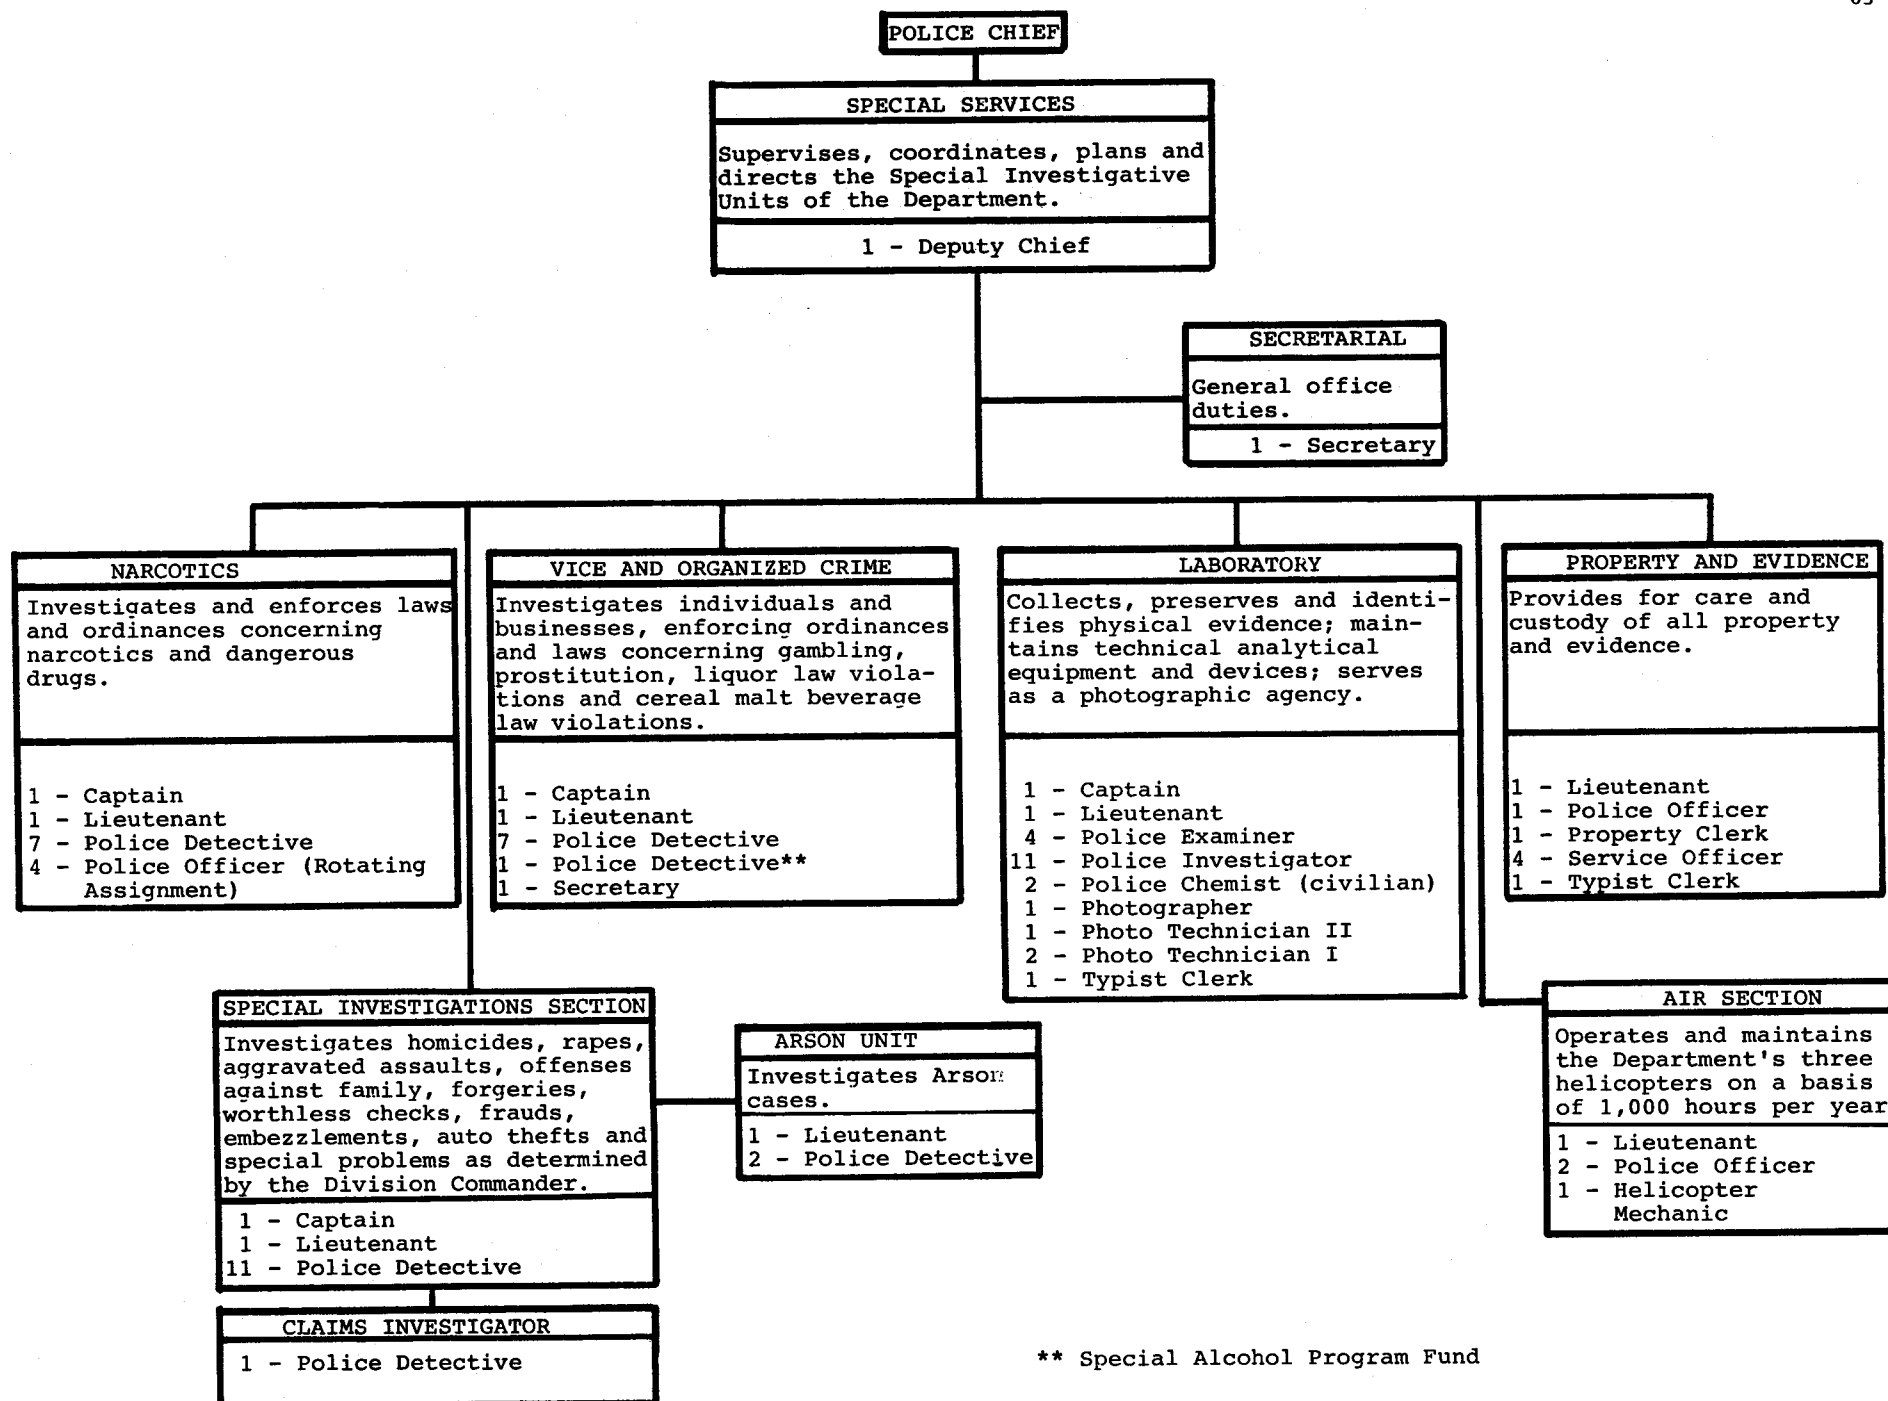 POLICE CHIEF
SPECIAL SERVICES
Supervises, coordinates, plans and
directs the Special Investigative
Units of the Department.
1 - Deputy Chief
SECRETARIAL
General office
duties.
1 - Secretary
NARCOTICS
Investigates and enforces laws
and ordinances concerning
narcotics and dangerous
drugs.
1 - Captain
1 - Lieutenant
7 - Police Detective
4 - Police Officer (Rotating
Assignment)
VICE AND ORGANIZED CRIME
Investigates individuals and
businesses, enforcing ordinances
and laws concerning gambling,
prostitution, liquor law viola-
tions and cereal malt beverage
law violations.
1 - Captain
1 - Lieutenant
7 - Police Detective
1 - Police Detective**
1 - Secretary
LABORATORY
Collects, preserves and identi-
fies physical evidence; main-
tains technical analytical
equipment and devices; serves
as a photographic agency.
1 - Captain
1 - Lieutenant
4 - Police Examiner
11 - Police Investigator
2 - Police Chemist (civilian)
1 - Photographer
1 - Photo Technician II
2 - Photo Technician I
1 - Typist Clerk
PROPERTY AND EVIDENCE
Provides for care and
custody of all property
and evidence.
1 - Lieutenant
1 - Police Officer
1 - Property Clerk
4 - Service Officer
1 - Typist Clerk
SPECIAL INVESTIGATIONS SECTION
Investigates homicides, rapes,
aggravated assaults, offenses
against family, forgeries,
worthless checks, frauds,
embezzlements, auto thefts and
special problems as determined
by the Division Commander.
1 - Captain
1 - Lieutenant
11 - Police Detective
ARSON UNIT
Investigates Arson
cases.
1 - Lieutenant
2 - Police Detective
AIR SECTION
Operates and maintains
the Department's three
helicopters on a basis
of 1,000 hours per year
1 - Lieutenant
2 - Police Officer
1 - Helicopter
Mechanic
CLAIMS INVESTIGATOR
1 - Police Detective
** Special Alcohol Program Fund